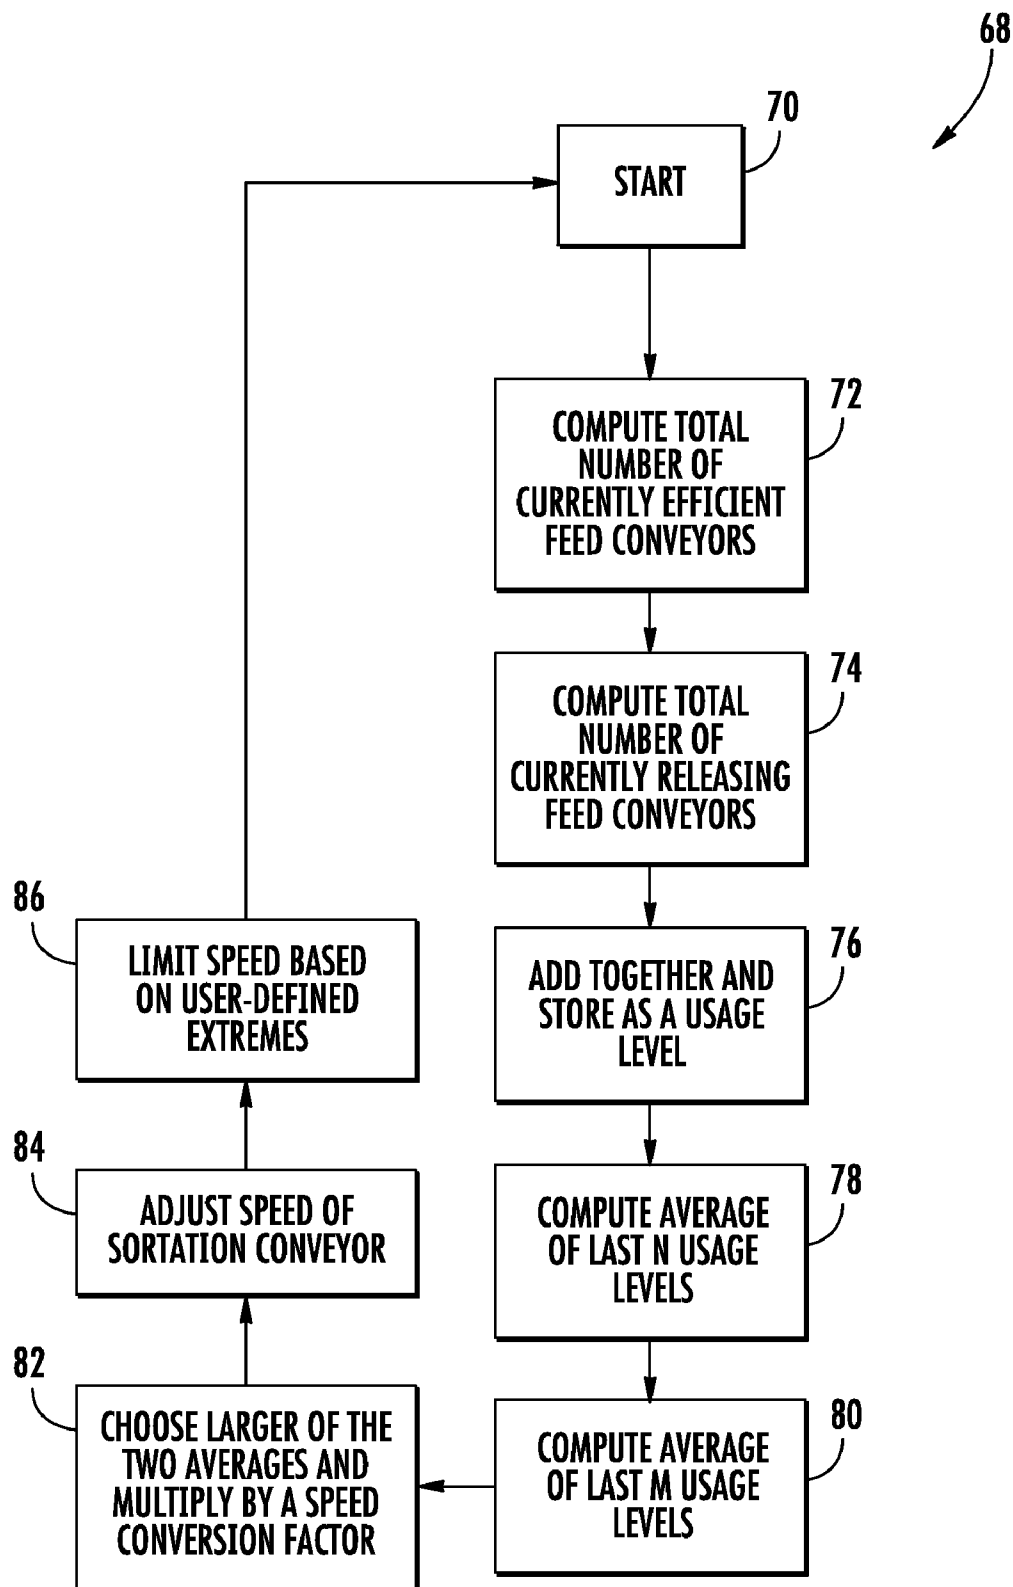 68
70
START
72
COMPUTE TOTAL
NUMBER OF
CURRENTLY EFFICIENT
FEED CONVEYORS
74
COMPUTE TOTAL
NUMBER OF
CURRENTLY RELEASING
FEED CONVEYORS
76
ADD TOGETHER AND
STORE AS A USAGE
LEVEL
78
COMPUTE AVERAGE
OF LAST N USAGE
LEVELS
80
COMPUTE AVERAGE
OF LAST M USAGE
LEVELS
82
CHOOSE LARGER OF THE
TWO AVERAGES AND
MULTIPLY BY A SPEED
CONVERSION FACTOR
84
ADJUST SPEED OF
SORTATION CONVEYOR
86
LIMIT SPEED BASED
ON USER-DEFINED
EXTREMES